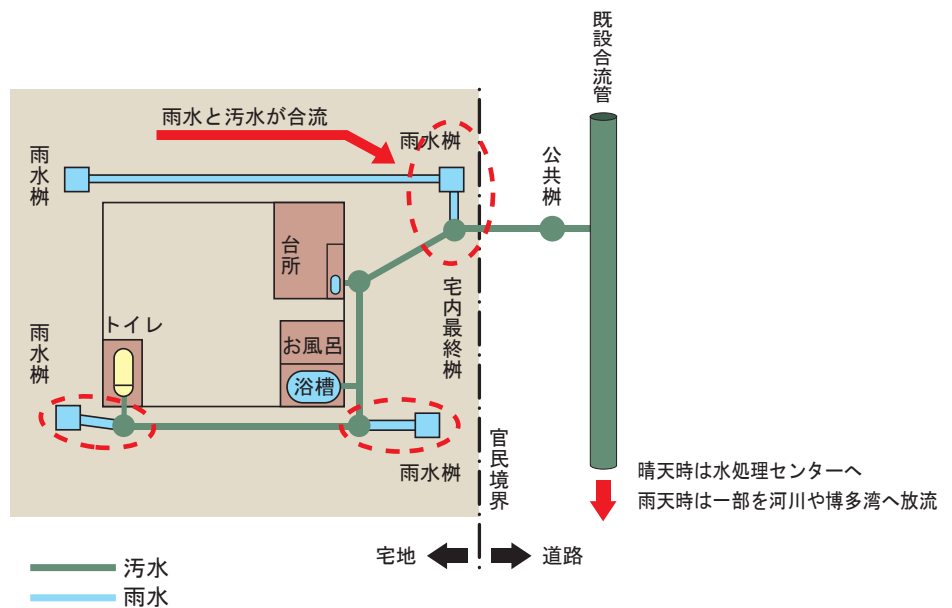 既設合流管
雨水と汚水が合流
雨水桝
雨水桝
公共桝
台所
宅内最終桝
トイレ
雨水桝
お風呂
浴槽
雨水桝
官民境界
晴天時は水処理センターへ
雨天時は一部を河川や博多湾へ放流
宅地
道路
汚水
雨水